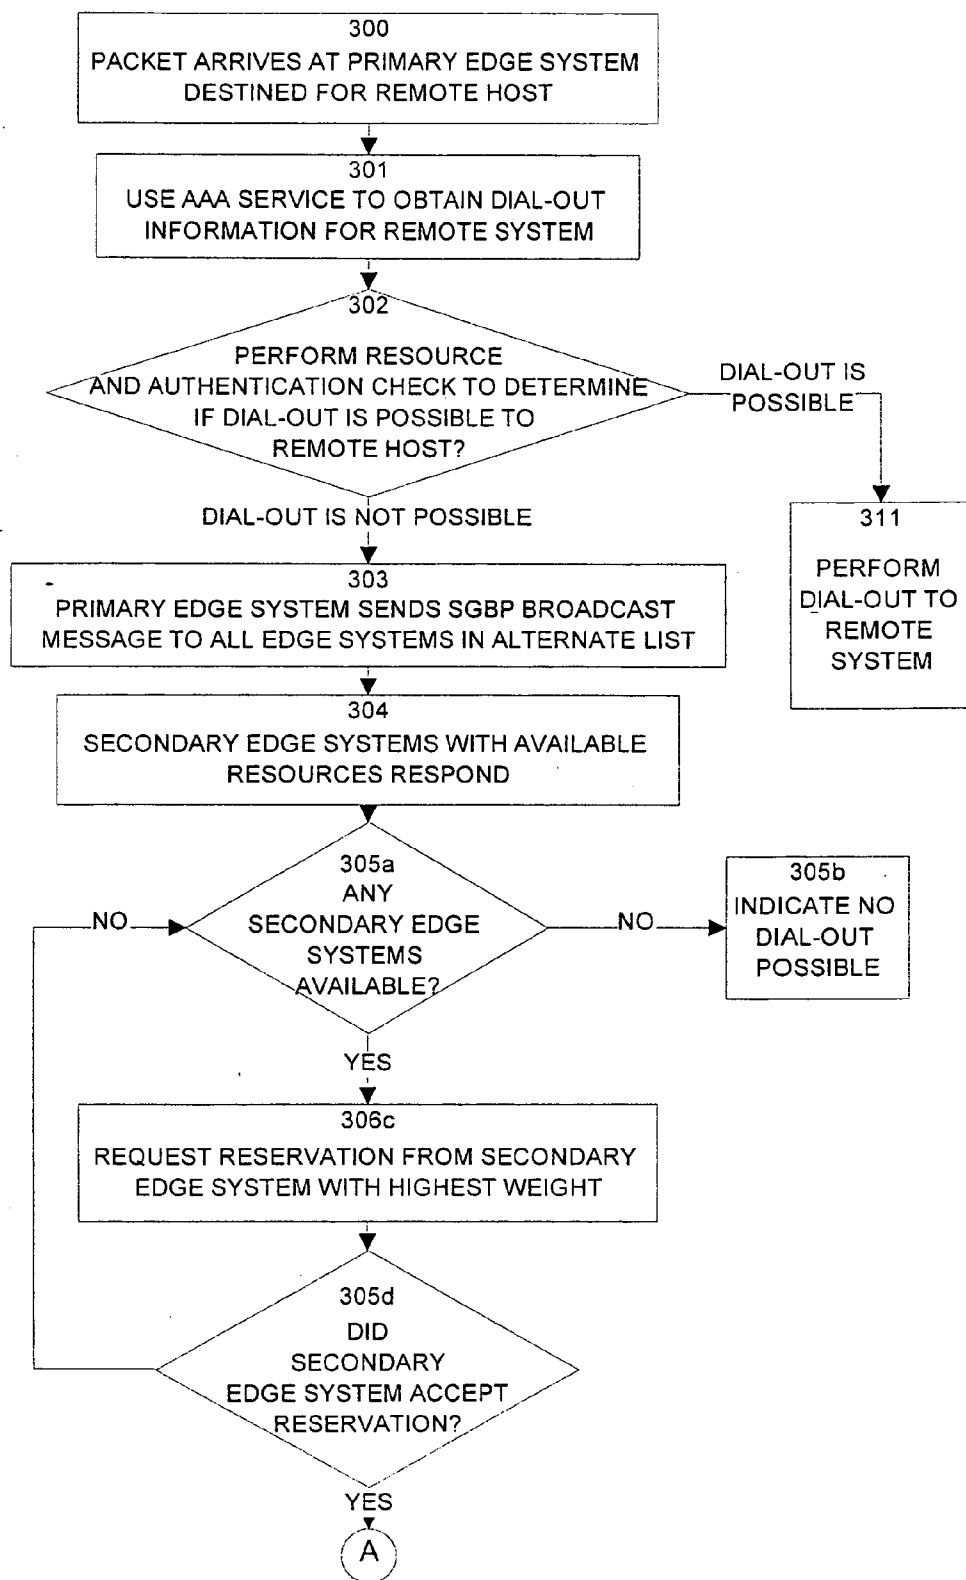 300
PACKET ARRIVES AT PRIMARY EDGE SYSTEM
DESTINED FOR REMOTE HOST
301
USE AAA SERVICE TO OBTAIN DIAL-OUT
INFORMATION FOR REMOTE SYSTEM
302
PERFORM RESOURCE
AND AUTHENTICATION CHECK TO DETERMINE
IF DIAL-OUT IS POSSIBLE TO
REMOTE HOST?
DIAL-OUT IS
POSSIBLE
DIAL-OUT IS NOT POSSIBLE
311
PERFORM
DIAL-OUT TO
REMOTE
SYSTEM
303
PRIMARY EDGE SYSTEM SENDS SGBP BROADCAST
MESSAGE TO ALL EDGE SYSTEMS IN ALTERNATE LIST
304
SECONDARY EDGE SYSTEMS WITH AVAILABLE
RESOURCES RESPOND
305a
ANY
SECONDARY EDGE
SYSTEMS
AVAILABLE?
NO
NO
305b
INDICATE NO
DIAL-OUT
POSSIBLE
YES
306c
REQUEST RESERVATION FROM SECONDARY
EDGE SYSTEM WITH HIGHEST WEIGHT
305d
DID
SECONDARY
EDGE SYSTEM ACCEPT
RESERVATION?
YES
A